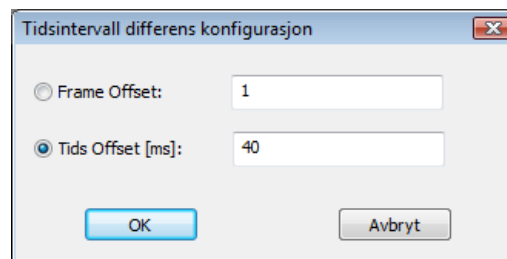 Tidsintervall differens konfigurasjon
Frame Offset: 1
Tids Offset [ms]: 40
OK Avbryt